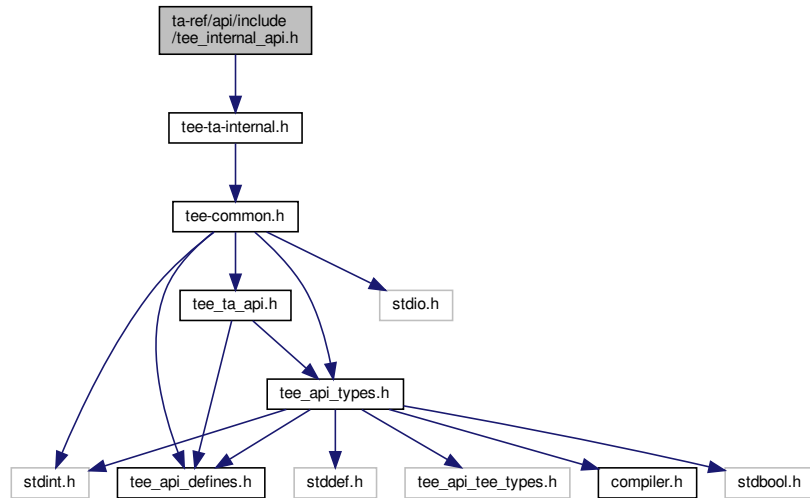 ta-ref/api/include
/tee_internal_api.h
tee-ta-internal.h
tee-common.h
tee_ta_api.h
stdio.h
tee_api_types.h
stdint.h
tee_api_defines.h
stddef.h
tee_api_tee_types.h
compiler.h
stdbool.h